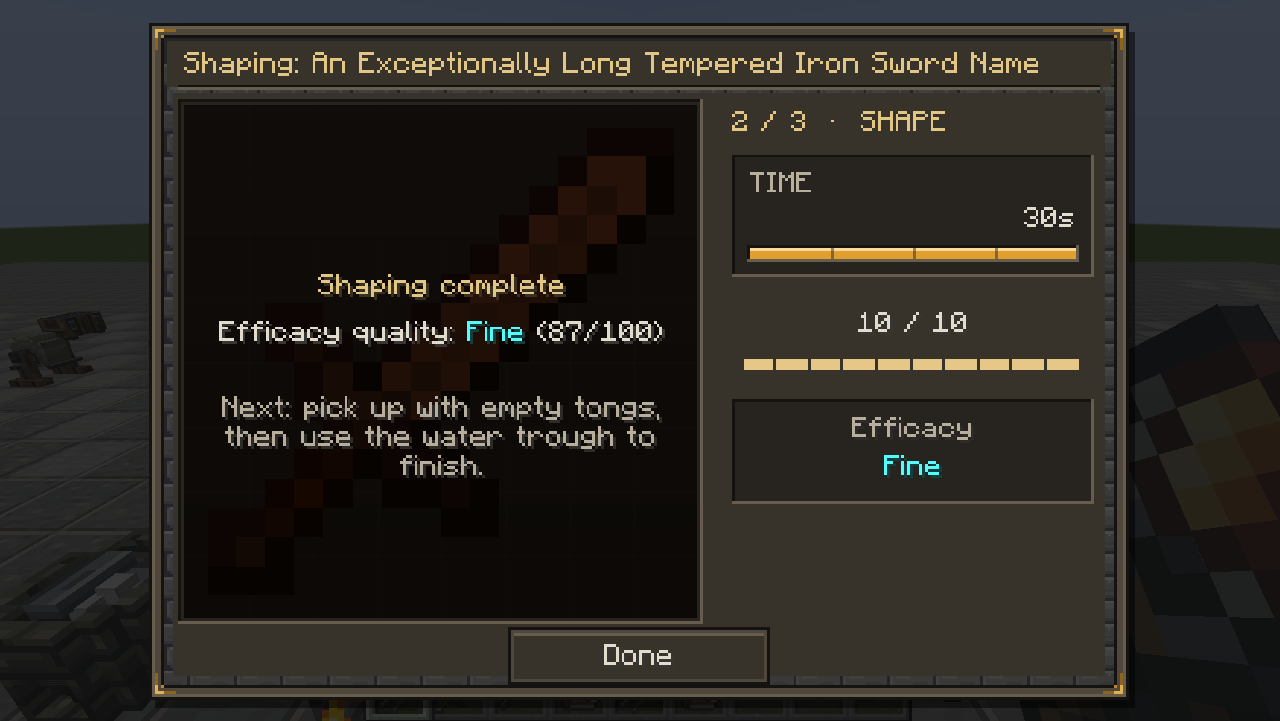 Shaping: An Exceptionally Long Tempered Iron Sword Name
2 / 3 · SHAPE
TIME
30s
Shaping complete
Efficacy quality: Fine (87/100)
10 / 10
Next: pick up with empty tongs,
then use the water trough to
finish.
Efficacy
Fine
Done